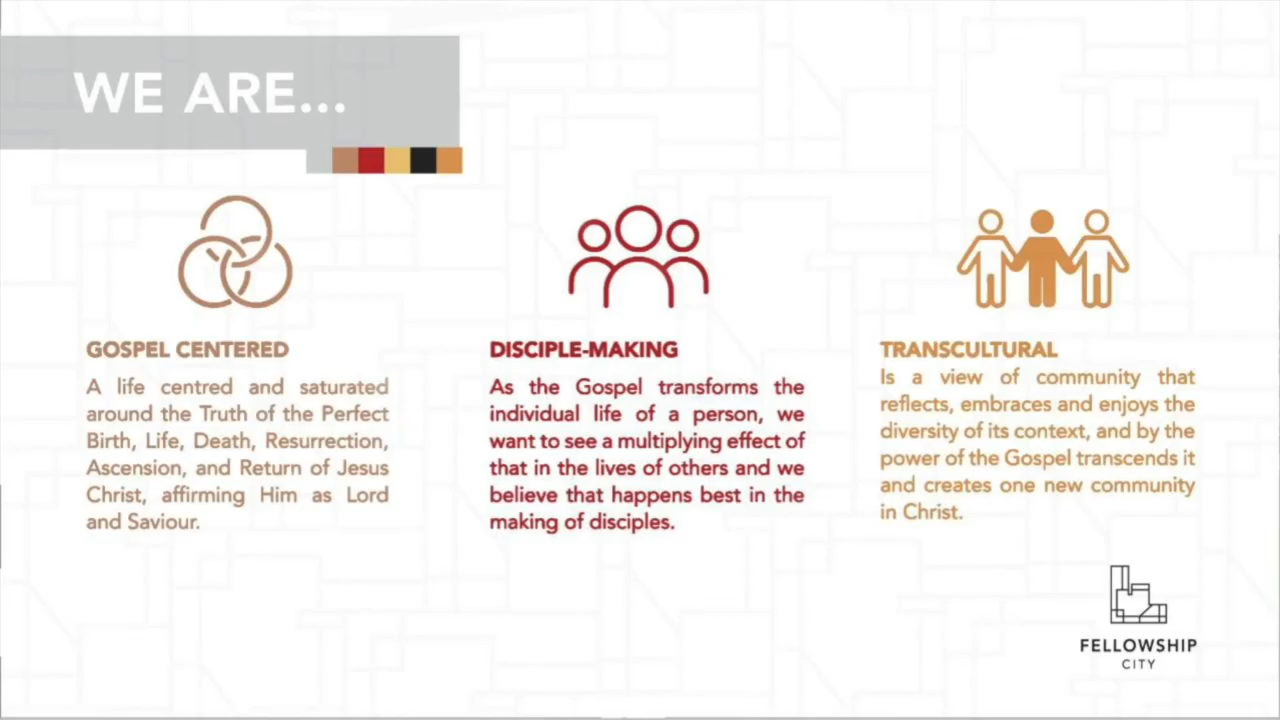 WE ARE...
GOSPEL CENTERED
A life centred and saturated
around the Truth of the Perfect
Birth, Life, Death, Resurrection,
Ascension, and Return of Jesus
Christ, affirming Him as Lord
and Saviour.
DISCIPLE-MAKING
As the Gospel transforms the
individual life of a person, we
want to see a multiplying effect of
that in the lives of others and we
believe that happens best in the
making of disciples.
TRANSCULTURAL
Is a view of community that
reflects, embraces and enjoys the
diversity of its context, and by the
power of the Gospel transcends it
and creates one new community
in Christ.
FELLOWSHIP
CITY